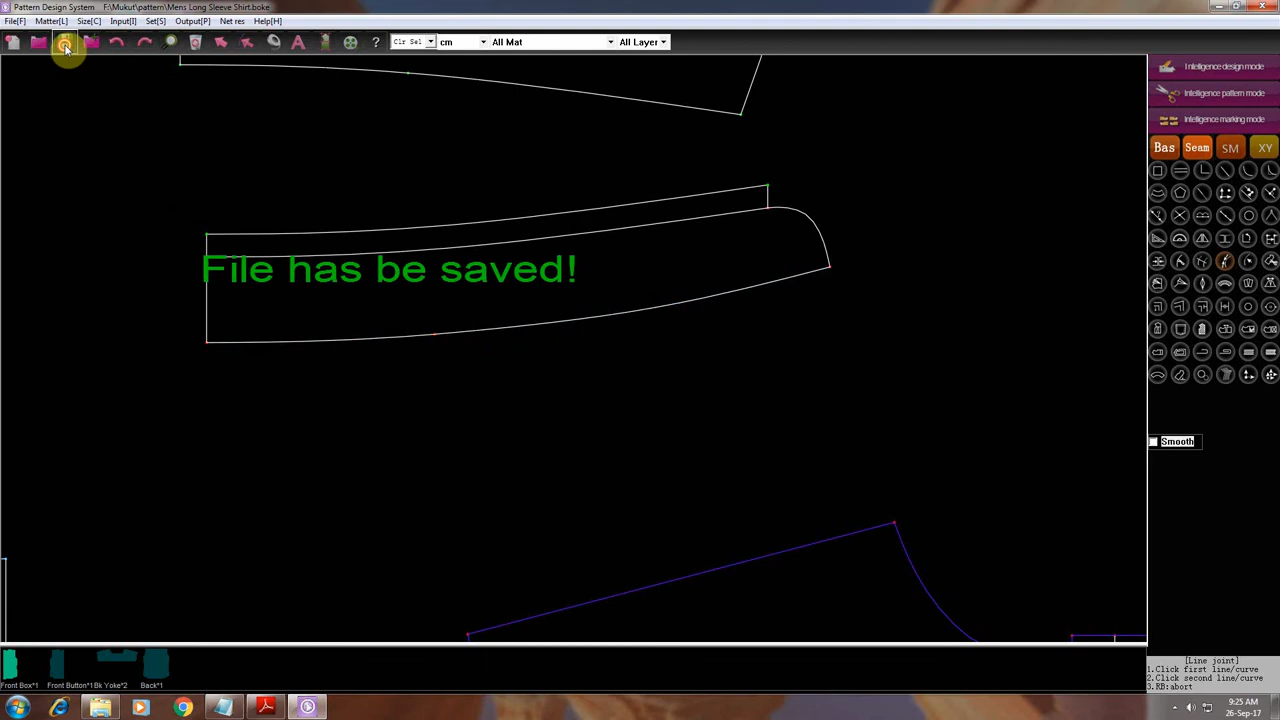 Pattern Design System F:\Mukut\pattern\Mens Long Sleeve Shirt.boke
File[F] Matter[L] Size[C] Input[I] Set[S] Output[P] Net res Help[H]
Clr Sel cm All Mat All Layer
Intelligence design mode
Intelligence pattern mode
Intelligence marking mode
Bas Seam SM XY
File has be saved!
Smooth
Front Box*1 Front Button*1 Bk Yoke*2 Back*1
[Line joint]
1.Click first line/curve
2.Click second line/curve
3.RB:abort
9:25 AM
26-Sep-17